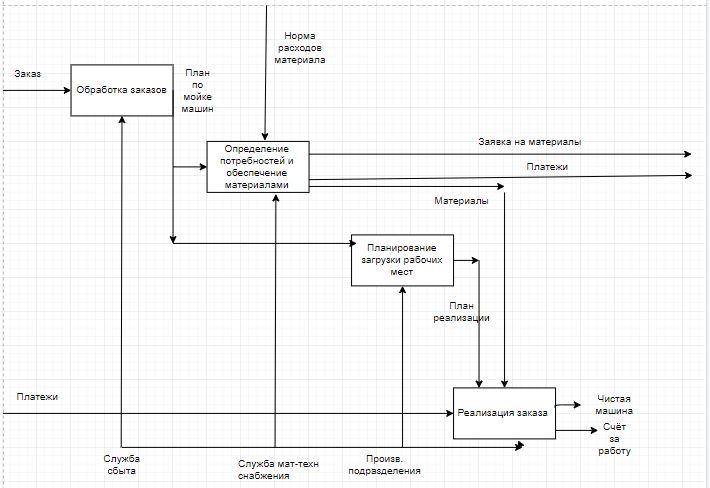 Норма
расходов
материала
Заказ
Обработка заказов
План
по
мойке
машин
Определение
потребностей и
обеспечение
материалами
Заявка на материалы
Платежи
Материалы
Планирование
загрузки рабочих
мест
План
реализации
Платежи
Реализация заказа
Чистая
машина
Счёт
за
работу
Служба
сбыта
Служба мат-техн
снабжения
Произв.
подразделения